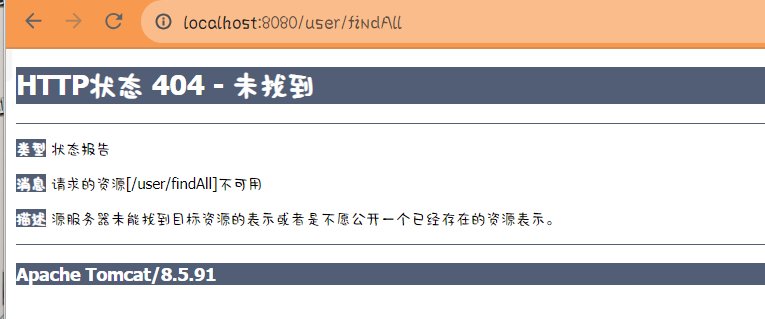 localhost:8080/user/findAll
HTTP状态 404 - 未找到
类型 状态报告
消息 请求的资源[/user/findAll]不可用
描述 源服务器未能找到目标资源的表示或者是不愿公开一个已经存在的资源表示。
Apache Tomcat/8.5.91